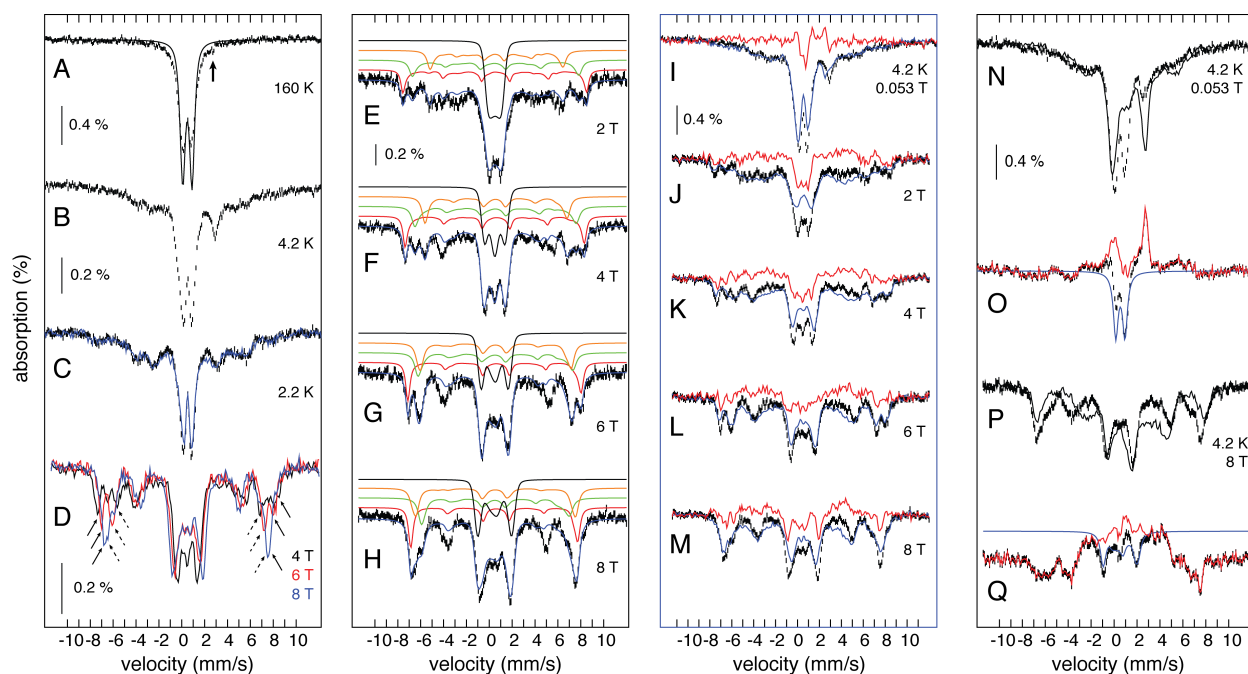 absorption (%)
A
160 K
0.4 %
B
4.2 K
0.2 %
C
2.2 K
D
4 T
6 T
8 T
0.2 %
-10 -8 -6 -4 -2 0 2 4 6 8 10
velocity (mm/s)
E
2 T
0.2 %
F
4 T
G
6 T
H
8 T
-10 -8 -6 -4 -2 0 2 4 6 8 10
velocity (mm/s)
I
4.2 K
0.053 T
0.4 %
J
2 T
K
4 T
L
6 T
M
8 T
-10 -8 -6 -4 -2 0 2 4 6 8 10
velocity (mm/s)
N
4.2 K
0.053 T
0.4 %
O
P
4.2 K
8 T
Q
-10 -8 -6 -4 -2 0 2 4 6 8 10
velocity (mm/s)